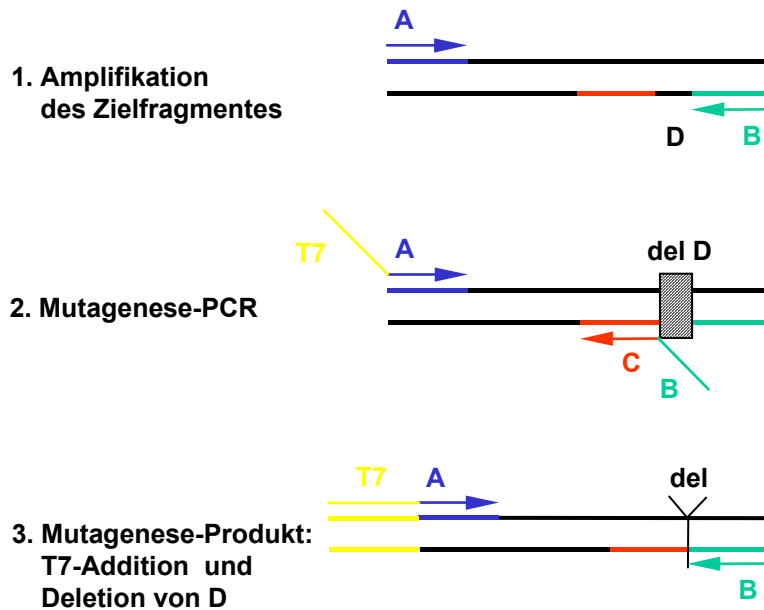 A
1. Amplifikation
des Zielfragmentes
D
B
T7
A
del D
2. Mutagenese-PCR
C
B
T7
A
del
3. Mutagenese-Produkt:
T7-Addition und
Deletion von D
B